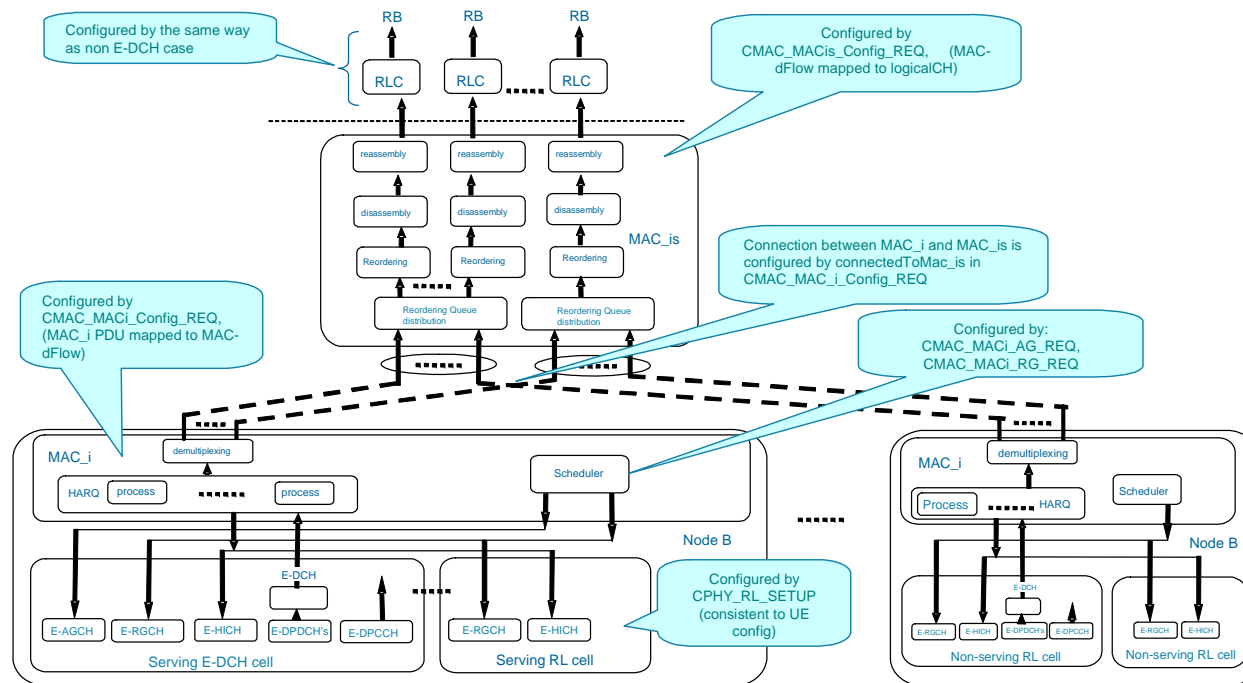 RB
RB
RB
Configured by the same way
as non E-DCH case
Configured by
CMAC_MACis_Config_REQ, (MAC-
dFlow mapped to logicalCH)
RLC
RLC
RLC
reassembly
reassembly
reassembly
disassembly
disassembly
disassembly
MAC_is
Reordering
Reordering
Reordering
Connection between MAC_i and MAC_is is
configured by connectedToMac_is in
CMAC_MAC_i_Config_REQ
Reordering Queue
distribution
Reordering Queue
distribution
Configured by
CMAC_MACi_Config_REQ,
(MAC_i PDU mapped to MAC-
dFlow)
Configured by:
CMAC_MACi_AG_REQ,
CMAC_MACi_RG_REQ
MAC_i
demultiplexing
Scheduler
HARQ
process
process
Node B
E-DCH
E-AGCH
E-RGCH
E-HICH
E-DPDCH's
E-DPCCH
Serving E-DCH cell
E-RGCH
E-HICH
Serving RL cell
Configured by
CPHY_RL_SETUP
(consistent to UE
config)
MAC_i
demultiplexing
Scheduler
Process
HARQ
Node B
E-DCH
E-RGCH
E-HICH
E-DPDCH's
E-DPCCH
Non-serving RL cell
E-RGCH
E-HICH
Non-serving RL cell